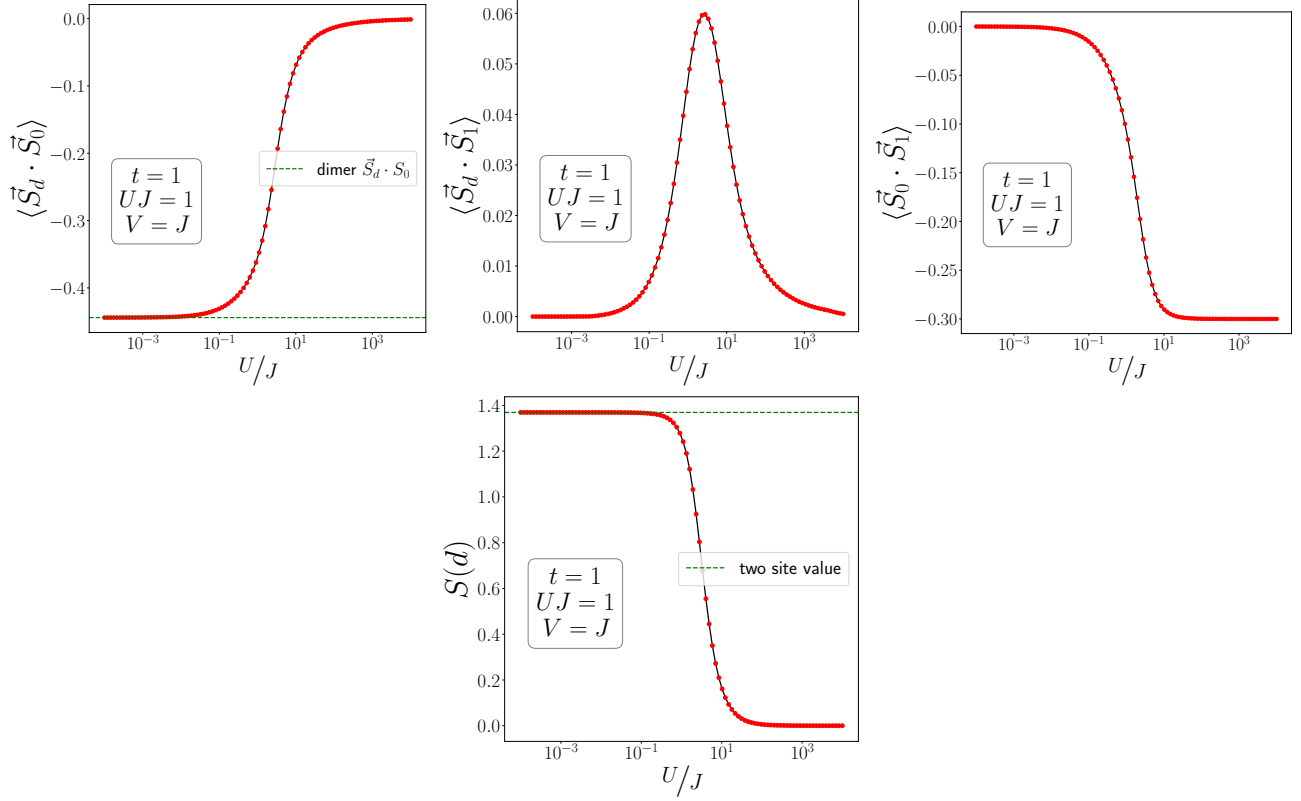 0.0
−0.1
−0.2
−0.3
−0.4
⟨S⃗_d · S⃗_0⟩
t = 1
UJ = 1
V = J
dimer S⃗_d · S_0
10^−3
10^−1
10^1
10^3
U/J
0.06
0.05
0.04
0.03
0.02
0.01
0.00
⟨S⃗_d · S⃗_1⟩
t = 1
UJ = 1
V = J
10^−3
10^−1
10^1
10^3
U/J
0.00
−0.05
−0.10
−0.15
−0.20
−0.25
−0.30
⟨S⃗_0 · S⃗_1⟩
t = 1
UJ = 1
V = J
10^−3
10^−1
10^1
10^3
U/J
1.4
1.2
1.0
0.8
0.6
0.4
0.2
0.0
S(d)
t = 1
UJ = 1
V = J
two site value
10^−3
10^−1
10^1
10^3
U/J